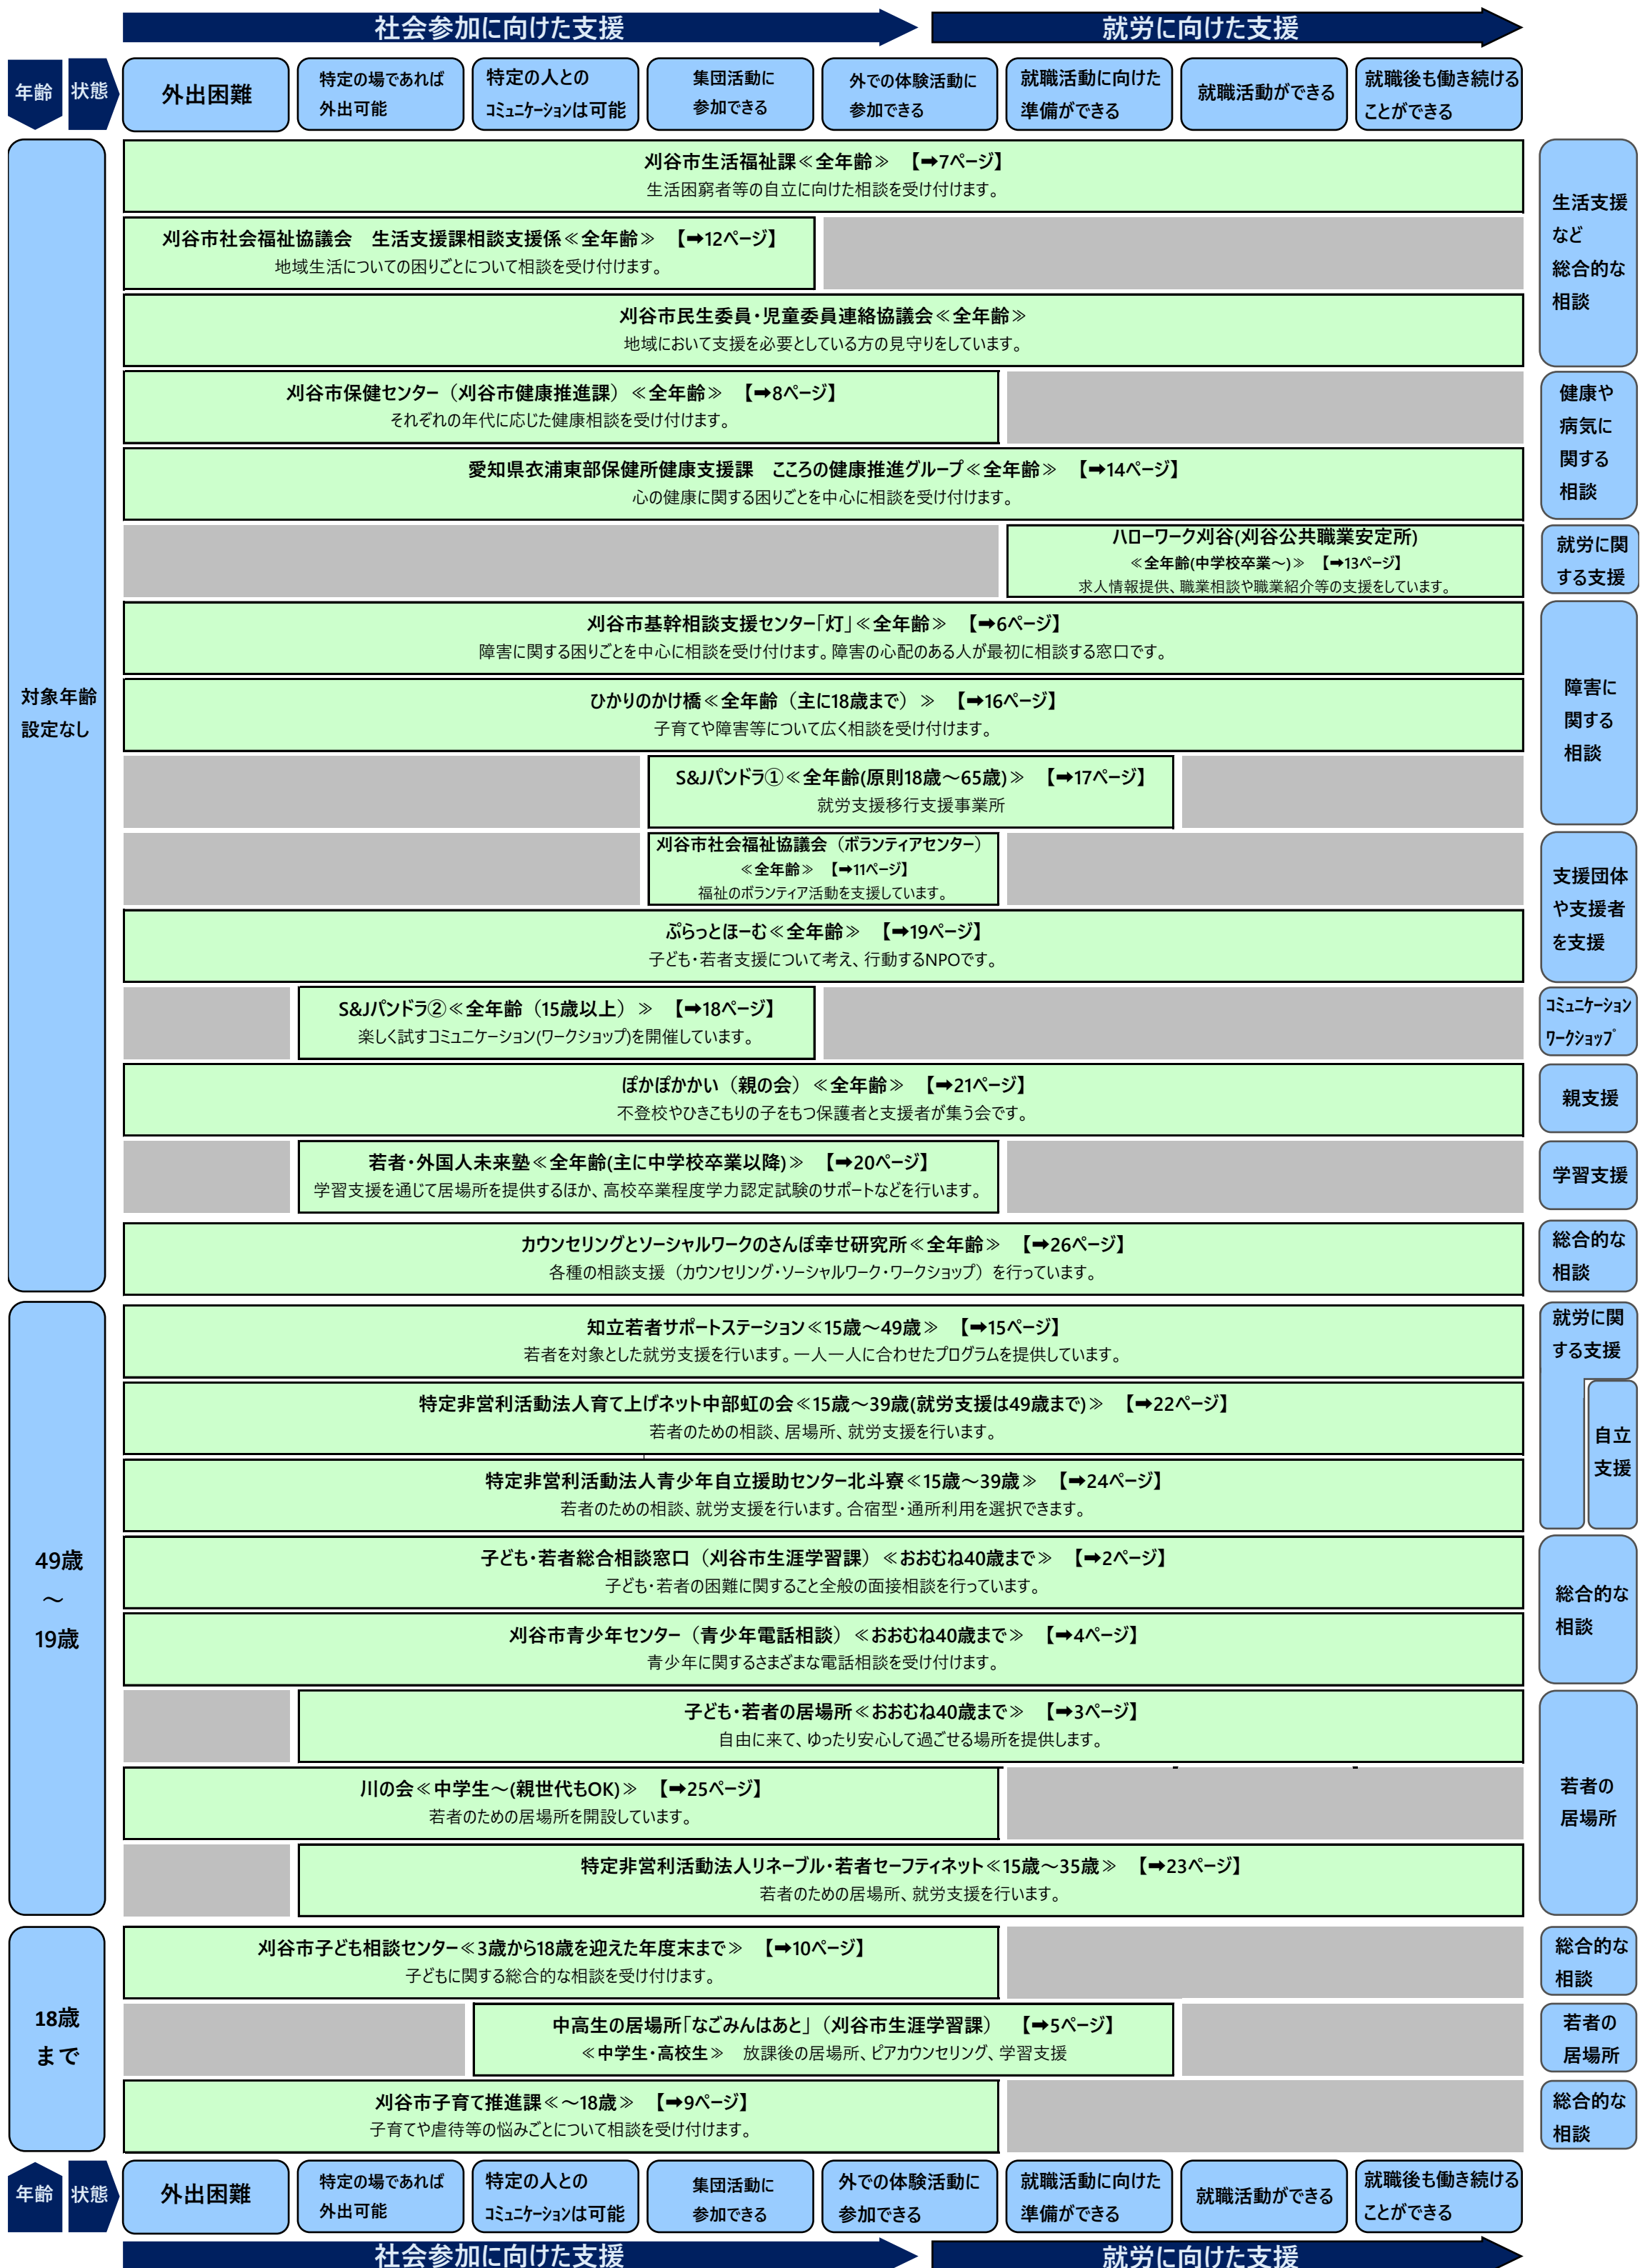 社会参加に向けた支援
就労に向けた支援
年齢
状態
外出困難
特定の場であれば
外出可能
特定の人との
コミュニケーションは可能
集団活動に
参加できる
外での体験活動に
参加できる
就職活動に向けた
準備ができる
就職活動ができる
就職後も働き続ける
ことができる
対象年齢
設定なし
刈谷市生活福祉課≪全年齢≫　【➡7ページ】
生活困窮者等の自立に向けた相談を受け付けます。
刈谷市社会福祉協議会　生活支援課相談支援係≪全年齢≫　【➡12ページ】
地域生活についての困りごとについて相談を受け付けます。
刈谷市民生委員・児童委員連絡協議会≪全年齢≫
地域において支援を必要としている方の見守りをしています。
生活支援
など
総合的な
相談
刈谷市保健センター（刈谷市健康推進課）≪全年齢≫　【➡8ページ】
それぞれの年代に応じた健康相談を受け付けます。
愛知県衣浦東部保健所健康支援課　こころの健康推進グループ≪全年齢≫　【➡14ページ】
心の健康に関する困りごとを中心に相談を受け付けます。
健康や
病気に
関する
相談
ハローワーク刈谷(刈谷公共職業安定所)
≪全年齢(中学校卒業～)≫　【➡13ページ】
求人情報提供、職業相談や職業紹介等の支援をしています。
就労に関
する支援
刈谷市基幹相談支援センター「灯」≪全年齢≫　【➡6ページ】
障害に関する困りごとを中心に相談を受け付けます。障害の心配のある人が最初に相談する窓口です。
ひかりのかけ橋≪全年齢（主に18歳まで）≫　【➡16ページ】
子育てや障害等について広く相談を受け付けます。
S&Jパンドラ①≪全年齢(原則18歳～65歳)≫　【➡17ページ】
就労支援移行支援事業所
障害に
関する
相談
刈谷市社会福祉協議会（ボランティアセンター）
≪全年齢≫　【➡11ページ】
福祉のボランティア活動を支援しています。
ぷらっとほーむ≪全年齢≫　【➡19ページ】
子ども・若者支援について考え、行動するNPOです。
支援団体
や支援者
を支援
S&Jパンドラ②≪全年齢（15歳以上）≫　【➡18ページ】
楽しく試すコミュニケーション(ワークショップ)を開催しています。
コミュニケーション
ワークショップ
ぽかぽかかい（親の会）≪全年齢≫　【➡21ページ】
不登校やひきこもりの子をもつ保護者と支援者が集う会です。
親支援
若者・外国人未来塾≪全年齢(主に中学校卒業以降)≫　【➡20ページ】
学習支援を通じて居場所を提供するほか、高校卒業程度学力認定試験のサポートなどを行います。
学習支援
カウンセリングとソーシャルワークのさんぽ幸せ研究所≪全年齢≫　【➡26ページ】
各種の相談支援（カウンセリング・ソーシャルワーク・ワークショップ）を行っています。
総合的な
相談
49歳
～
19歳
知立若者サポートステーション≪15歳～49歳≫　【➡15ページ】
若者を対象とした就労支援を行います。一人一人に合わせたプログラムを提供しています。
特定非営利活動法人育て上げネット中部虹の会≪15歳～39歳(就労支援は49歳まで)≫　【➡22ページ】
若者のための相談、居場所、就労支援を行います。
特定非営利活動法人青少年自立援助センター北斗寮≪15歳～39歳≫　【➡24ページ】
若者のための相談、就労支援を行います。合宿型・通所利用を選択できます。
就労に関
する支援
自立
支援
子ども・若者総合相談窓口（刈谷市生涯学習課）≪おおむね40歳まで≫　【➡2ページ】
子ども・若者の困難に関すること全般の面接相談を行っています。
刈谷市青少年センター（青少年電話相談）≪おおむね40歳まで≫　【➡4ページ】
青少年に関するさまざまな電話相談を受け付けます。
総合的な
相談
子ども・若者の居場所≪おおむね40歳まで≫　【➡3ページ】
自由に来て、ゆったり安心して過ごせる場所を提供します。
川の会≪中学生～(親世代もOK)≫　【➡25ページ】
若者のための居場所を開設しています。
特定非営利活動法人リネーブル・若者セーフティネット≪15歳～35歳≫　【➡23ページ】
若者のための居場所、就労支援を行います。
若者の
居場所
18歳
まで
刈谷市子ども相談センター≪3歳から18歳を迎えた年度末まで≫　【➡10ページ】
子どもに関する総合的な相談を受け付けます。
総合的な
相談
中高生の居場所「なごみんはあと」（刈谷市生涯学習課）　【➡5ページ】
≪中学生・高校生≫　放課後の居場所、ピアカウンセリング、学習支援
若者の
居場所
刈谷市子育て推進課≪～18歳≫　【➡9ページ】
子育てや虐待等の悩みごとについて相談を受け付けます。
総合的な
相談
年齢
状態
外出困難
特定の場であれば
外出可能
特定の人との
コミュニケーションは可能
集団活動に
参加できる
外での体験活動に
参加できる
就職活動に向けた
準備ができる
就職活動ができる
就職後も働き続ける
ことができる
社会参加に向けた支援
就労に向けた支援